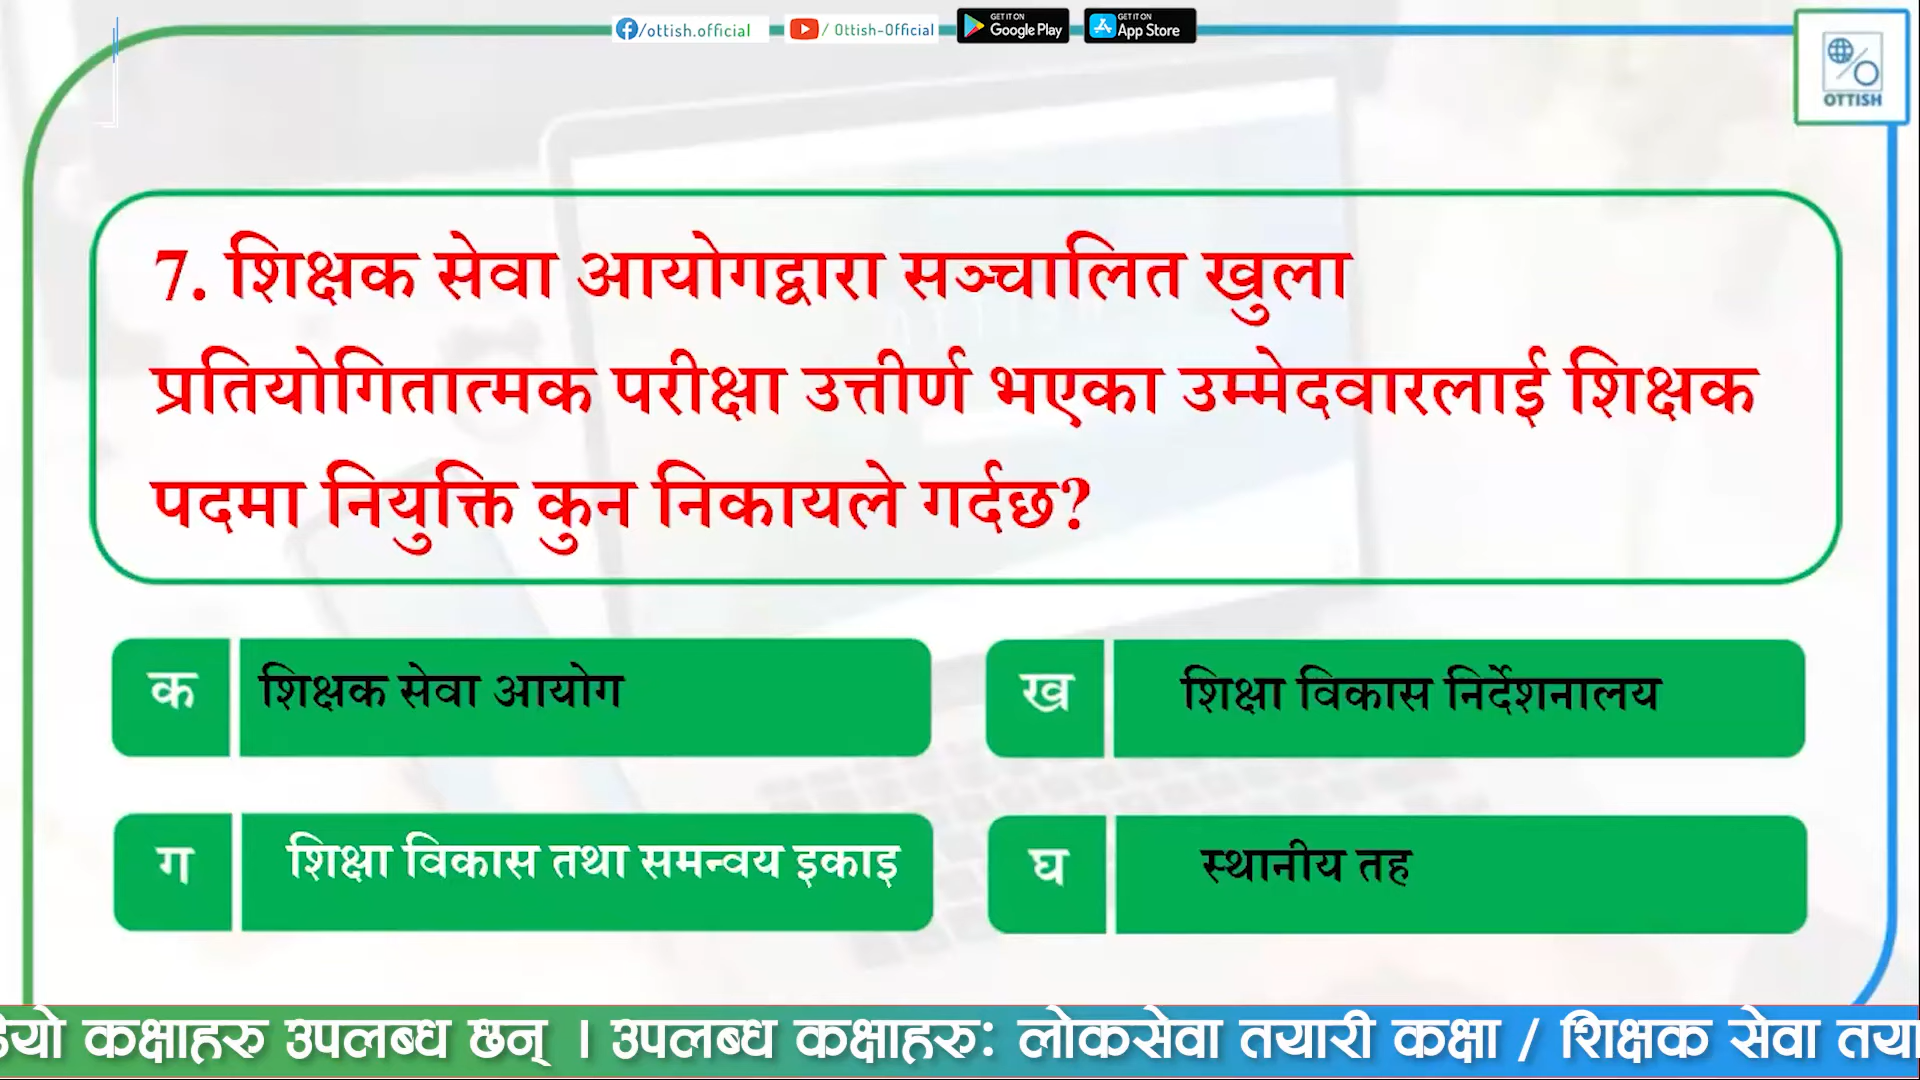 /ottish.official
/ Ottish-Official
GET IT ON
Google Play
GET IT ON
App Store
OTTISH
7. शिक्षक सेवा आयोगद्वारा सञ्चालित खुला
प्रतियोगितात्मक परीक्षा उत्तीर्ण भएका उम्मेदवारलाई शिक्षक
पदमा नियुक्ति कुन निकायले गर्दछ?
क शिक्षक सेवा आयोग
ख शिक्षा विकास निर्देशनालय
ग शिक्षा विकास तथा समन्वय इकाइ
घ स्थानीय तह
कक्षाहरु उपलब्ध छन् । उपलब्ध कक्षाहरु: लोकसेवा तयारी कक्षा / शिक्षक सेवा